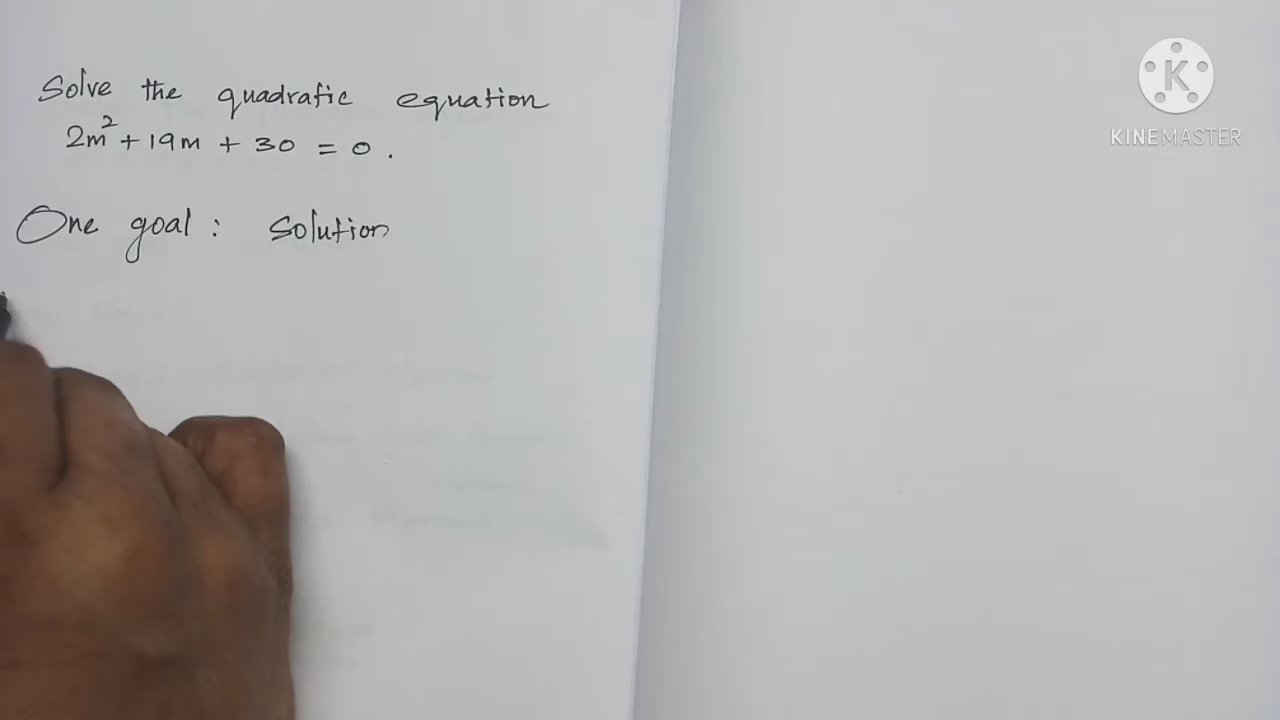 Solve the quadratic equation
2m² + 19m + 30 = 0 .
One goal : Solution
K
KINEMASTER